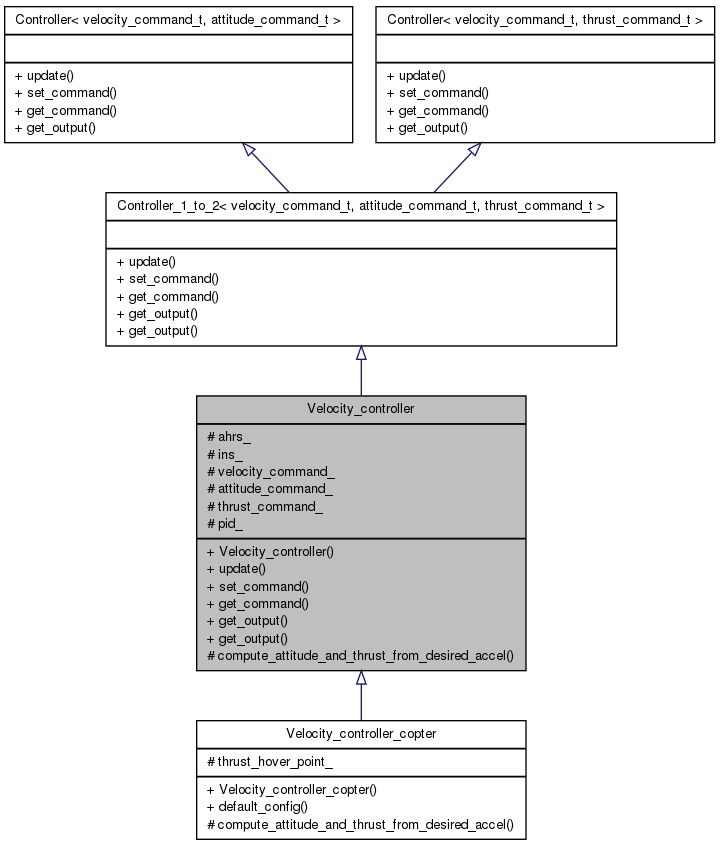 Controller< velocity_command_t, attitude_command_t >
+ update()
+ set_command()
+ get_command()
+ get_output()
Controller< velocity_command_t, thrust_command_t >
+ update()
+ set_command()
+ get_command()
+ get_output()
Controller_1_to_2< velocity_command_t, attitude_command_t, thrust_command_t >
+ update()
+ set_command()
+ get_command()
+ get_output()
+ get_output()
Velocity_controller
# ahrs_
# ins_
# velocity_command_
# attitude_command_
# thrust_command_
# pid_
+ Velocity_controller()
+ update()
+ set_command()
+ get_command()
+ get_output()
+ get_output()
# compute_attitude_and_thrust_from_desired_accel()
Velocity_controller_copter
# thrust_hover_point_
+ Velocity_controller_copter()
+ default_config()
# compute_attitude_and_thrust_from_desired_accel()